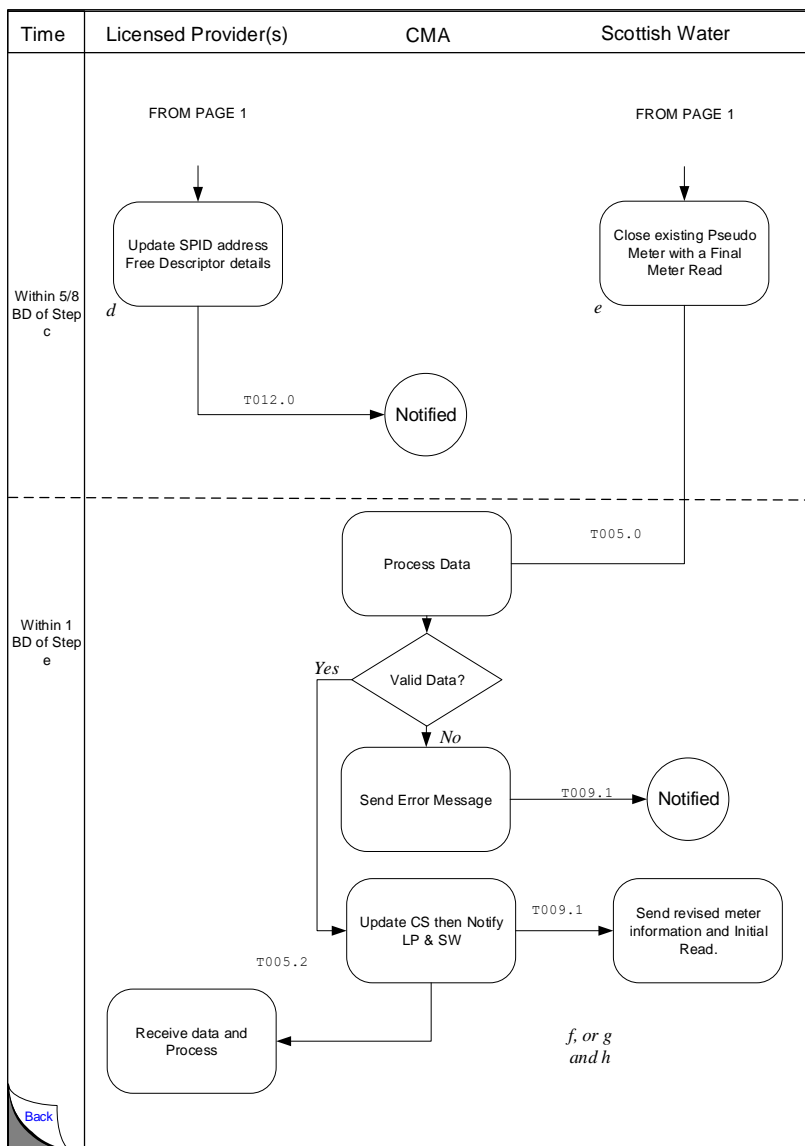 Time
Licensed Provider(s)
CMA
Scottish Water
FROM PAGE 1
FROM PAGE 1
Update SPID address
Free Descriptor details
Close existing Pseudo
Meter with a Final
Meter Read
Within 5/8
BD of Step
c
d
e
T012.0
Notified
T005.0
Process Data
Within 1
BD of Step
e
Yes
Valid Data?
No
Send Error Message
T009.1
Notified
Update CS then Notify
LP & SW
T009.1
Send revised meter
information and Initial
Read.
T005.2
Receive data and
Process
f, or g
and h
Back